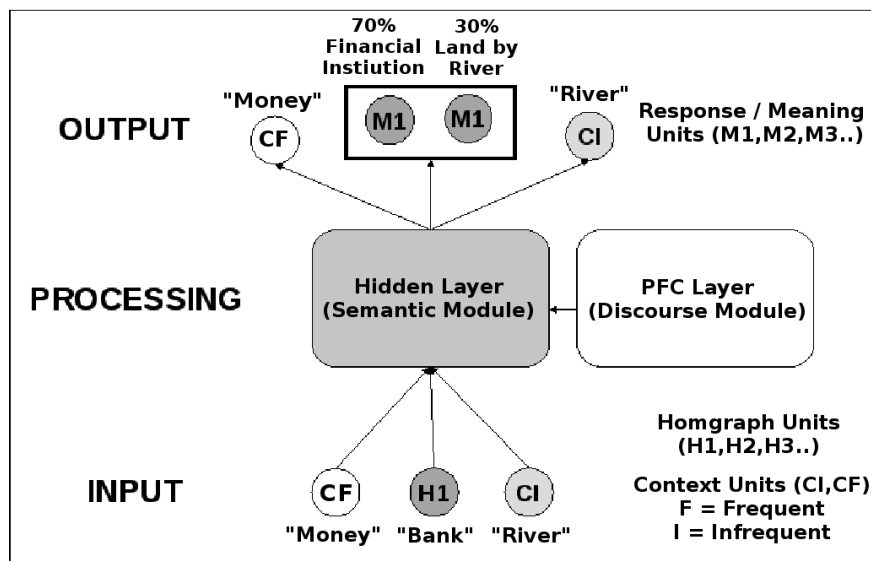 70%
Financial
Instiution
30%
Land by
River
"Money"
"River"
OUTPUT
CF
M1
M1
CI
Response / Meaning
Units (M1,M2,M3..)
PROCESSING
Hidden Layer
(Semantic Module)
PFC Layer
(Discourse Module)
Homgraph Units
(H1,H2,H3..)
INPUT
CF
H1
CI
"Money"
"Bank"
"River"
Context Units (CI,CF)
F = Frequent
I = Infrequent